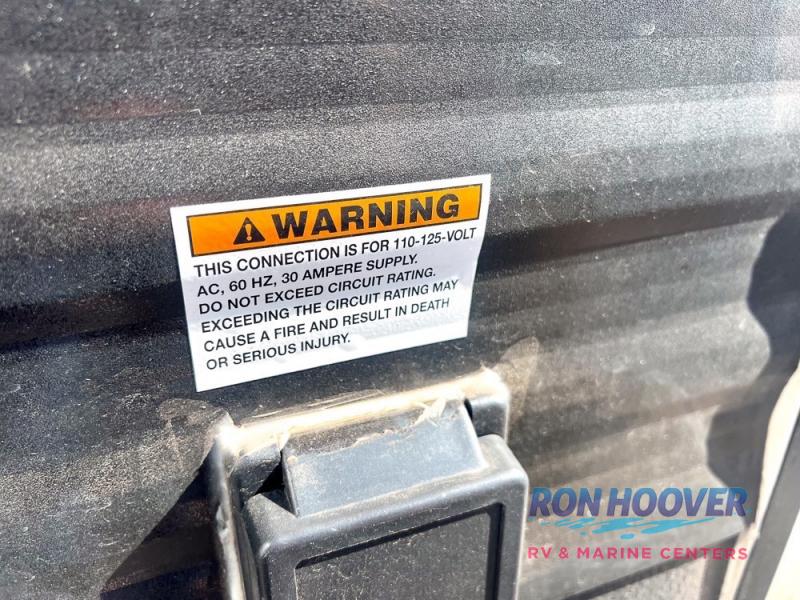 WARNING
THIS CONNECTION IS FOR 110-125-VOLT
AC, 60 HZ, 30 AMPERE SUPPLY.
DO NOT EXCEED CIRCUIT RATING.
EXCEEDING THE CIRCUIT RATING MAY
CAUSE A FIRE AND RESULT IN DEATH
OR SERIOUS INJURY.
RON HOOVER
RV & MARINE CENTERS